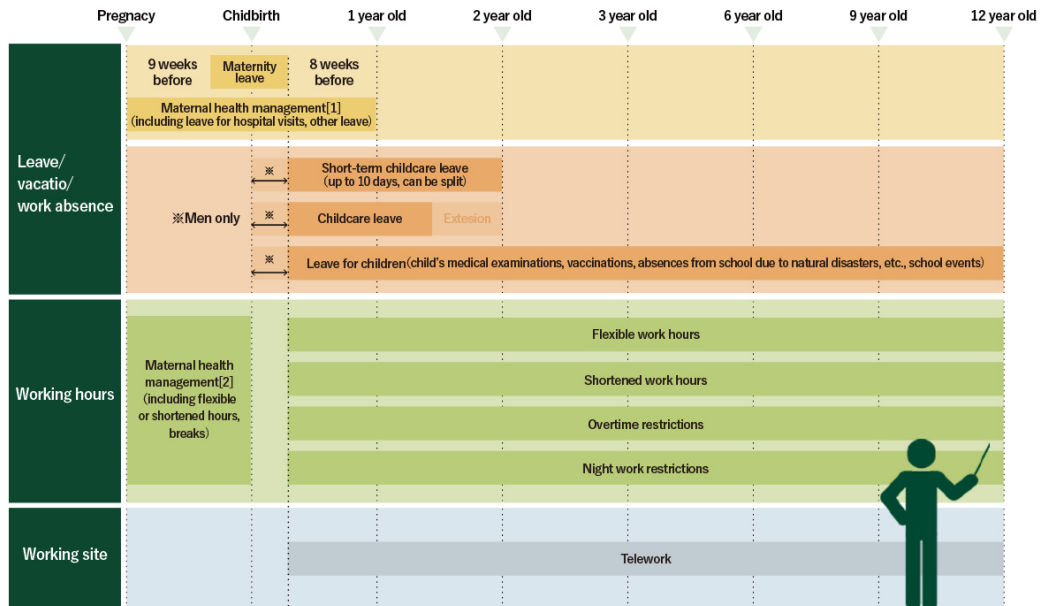 Pregnancy
Chidbirth
1 year old
2 year old
3 year old
6 year old
9 year old
12 year old
Leave/
vacatio/
work absence
9 weeks
before
Maternity
leave
8 weeks
before
Maternal health management[1]
(including leave for hospital visits, other leave)
※
Short-term childcare leave
(up to 10 days, can be split)
※Men only
※
Childcare leave
Extesion
※
Leave for children(child's medical examinations, vaccinations, absences from school due to natural disasters, etc., school events)
Working hours
Maternal health
management[2]
(including flexible
or shortened hours,
breaks)
Flexible work hours
Shortened work hours
Overtime restrictions
Night work restrictions
Working site
Telework